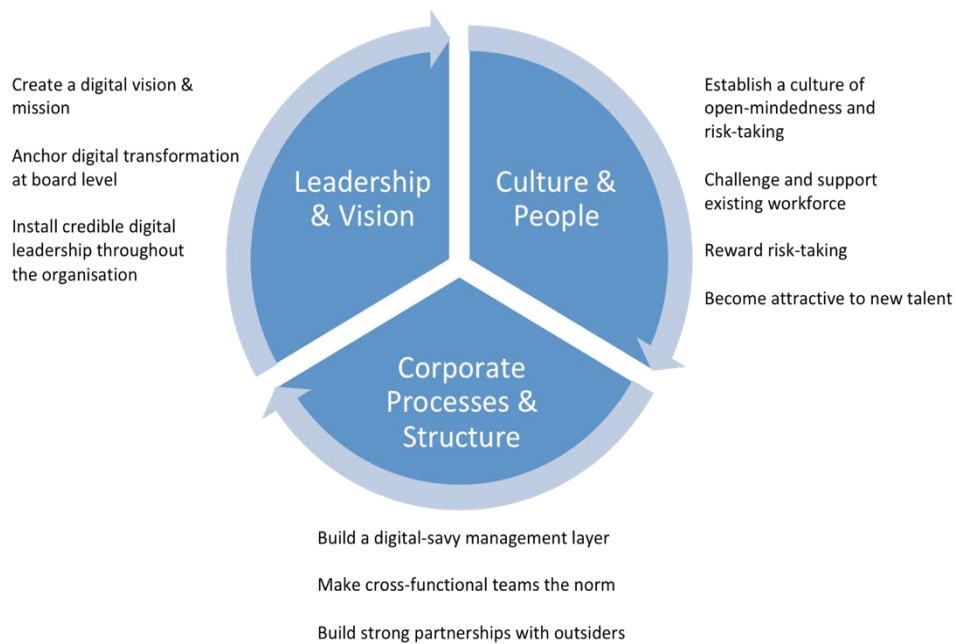 Create a digital vision &
mission
Anchor digital transformation
at board level
Install credible digital
leadership throughout
the organisation
Leadership
& Vision
Culture &
People
Establish a culture of
open-mindedness and
risk-taking
Challenge and support
existing workforce
Reward risk-taking
Become attractive to new talent
Corporate
Processes &
Structure
Build a digital-savy management layer
Make cross-functional teams the norm
Build strong partnerships with outsiders